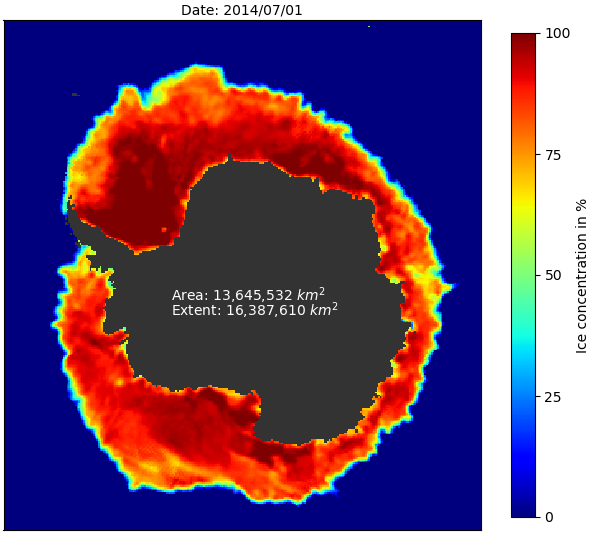 Date: 2014/07/01
Area: 13,645,532 km²
Extent: 16,387,610 km²
100
75
50
25
0
Ice concentration in %